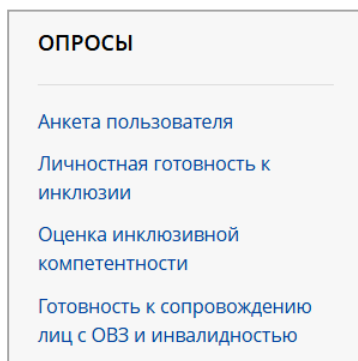 ОПРОСЫ
Анкета пользователя
Личностная готовность к
инклюзии
Оценка инклюзивной
компетентности
Готовность к сопровождению
лиц с ОВЗ и инвалидностью